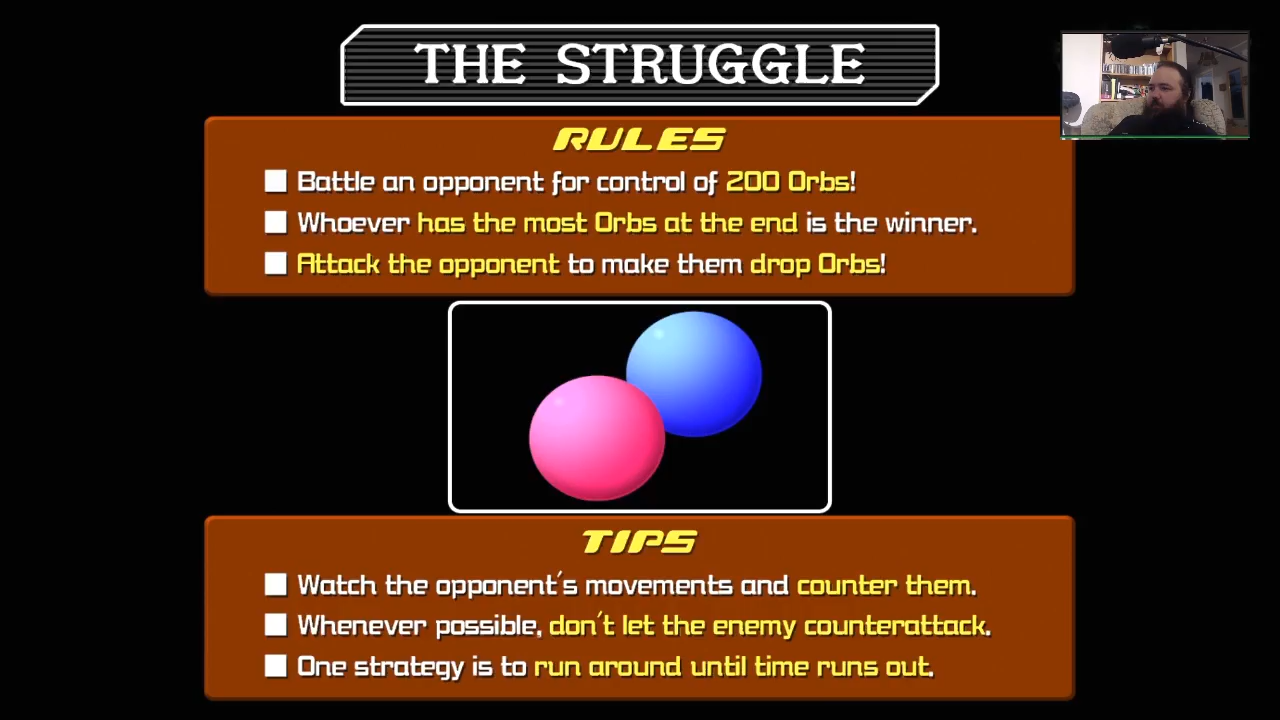 THE STRUGGLE
RULES
Battle an opponent for control of 200 Orbs!
Whoever has the most Orbs at the end is the winner.
Attack the opponent to make them drop Orbs!
TIPS
Watch the opponent's movements and counter them.
Whenever possible, don't let the enemy counterattack.
One strategy is to run around until time runs out.